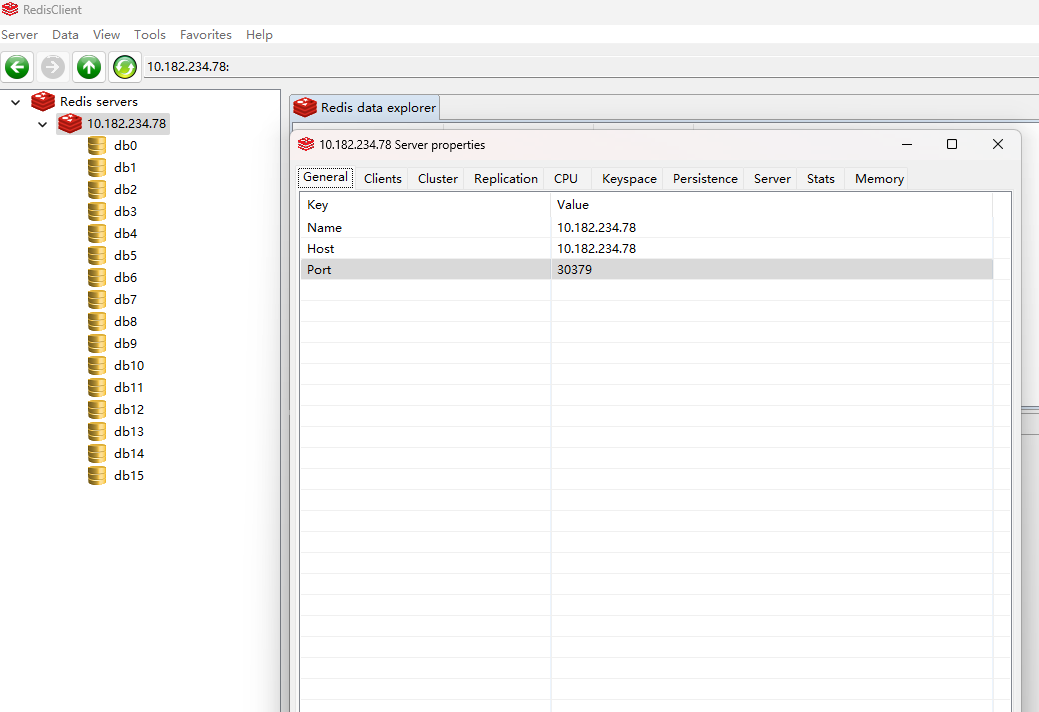 RedisClient
Server Data View Tools Favorites Help
10.182.234.78:
Redis servers
10.182.234.78
db0
db1
db2
db3
db4
db5
db6
db7
db8
db9
db10
db11
db12
db13
db14
db15
Redis data explorer
10.182.234.78 Server properties
General Clients Cluster Replication CPU Keyspace Persistence Server Stats Memory
Key Value
Name 10.182.234.78
Host 10.182.234.78
Port 30379